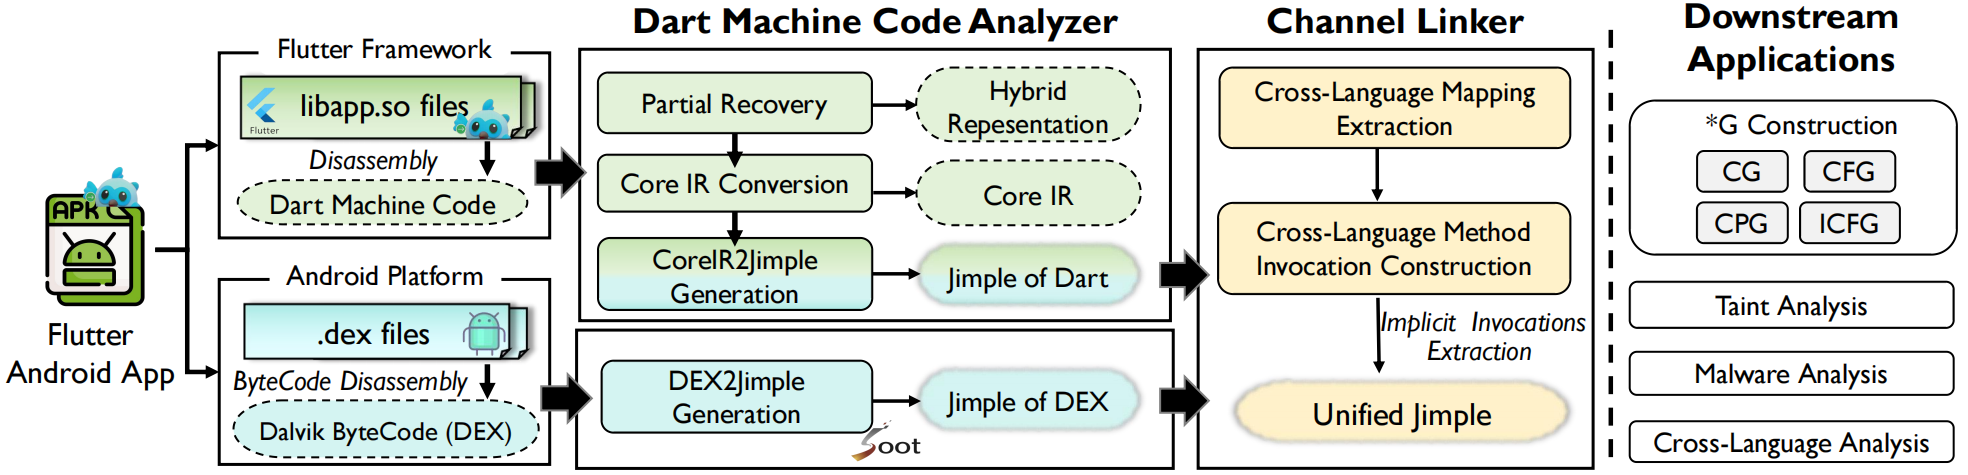 Flutter Framework
libapp.so files
Flutter
Disassembly
Dart Machine Code
APK
Flutter
Android App
Android Platform
.dex files
ByteCode Disassembly
Dalvik ByteCode (DEX)
Dart Machine Code Analyzer
Partial Recovery
Hybrid
Repesentation
Core IR Conversion
Core IR
CoreIR2Jimple
Generation
Jimple of Dart
DEX2Jimple
Generation
Soot
Jimple of DEX
Channel Linker
Cross-Language Mapping
Extraction
Cross-Language Method
Invocation Construction
Implicit Invocations
Extraction
Unified Jimple
Downstream
Applications
*G Construction
CG
CFG
CPG
ICFG
Taint Analysis
Malware Analysis
Cross-Language Analysis